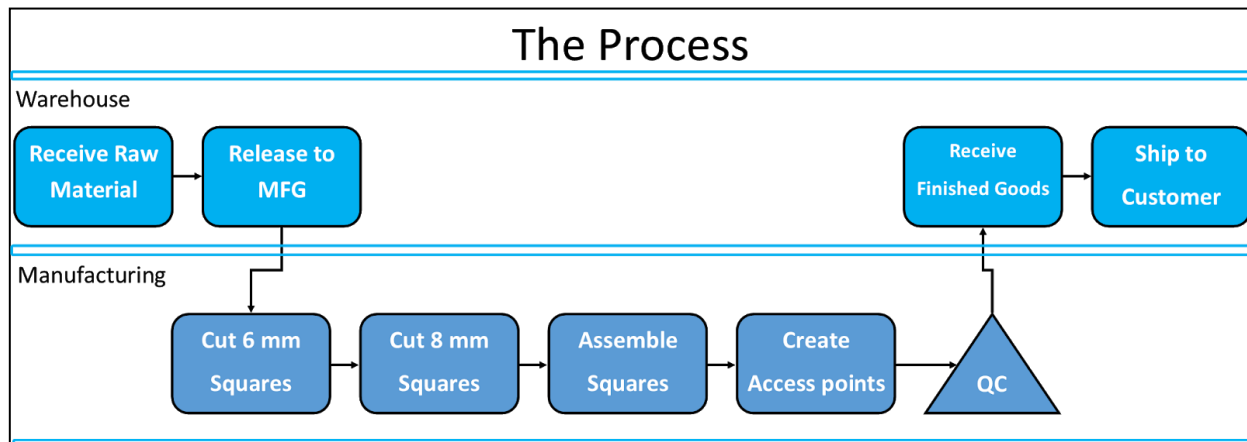 The Process
Warehouse
Receive Raw
Material
Release to
MFG
Receive
Finished Goods
Ship to
Customer
Manufacturing
Cut 6 mm
Squares
Cut 8 mm
Squares
Assemble
Squares
Create
Access points
QC